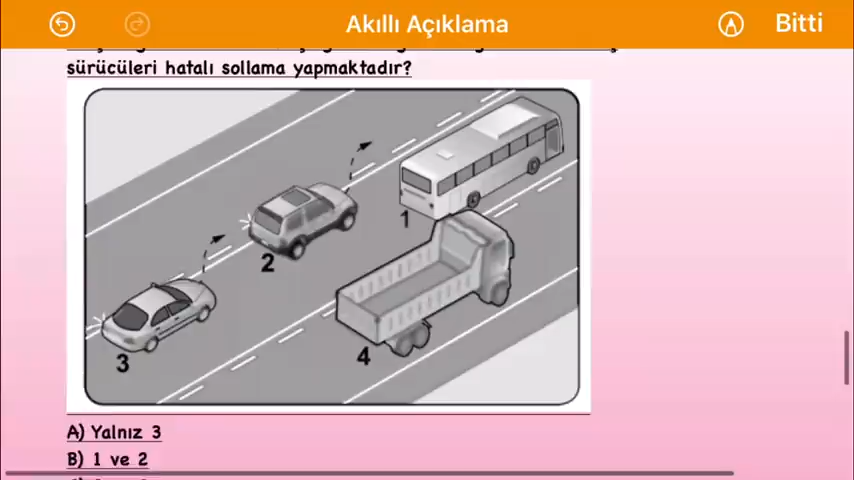 Akıllı Açıklama
Bitti
sürücüleri hatalı sollama yapmaktadır?
1
2
3
4
A) Yalnız 3
B) 1 ve 2